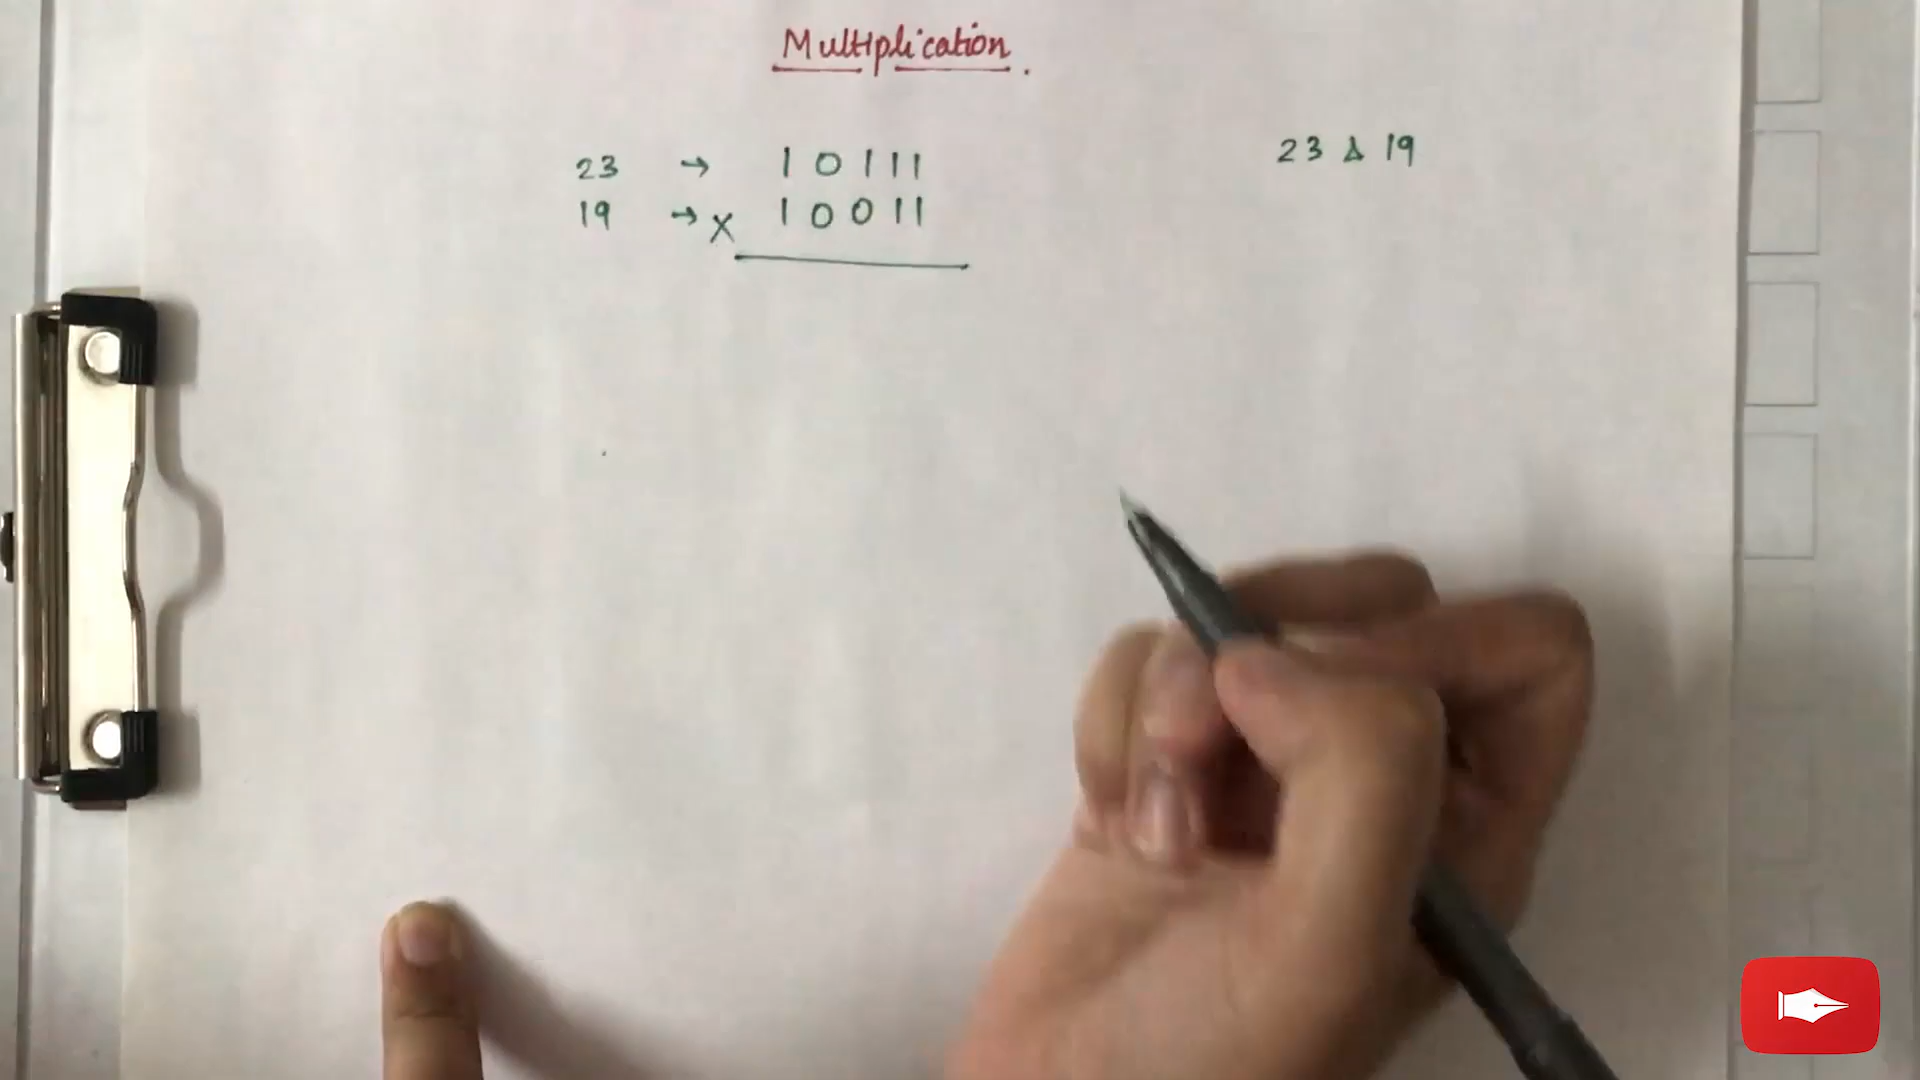 Multiplication.
23 → 10111
19 → X 10011
23 & 19